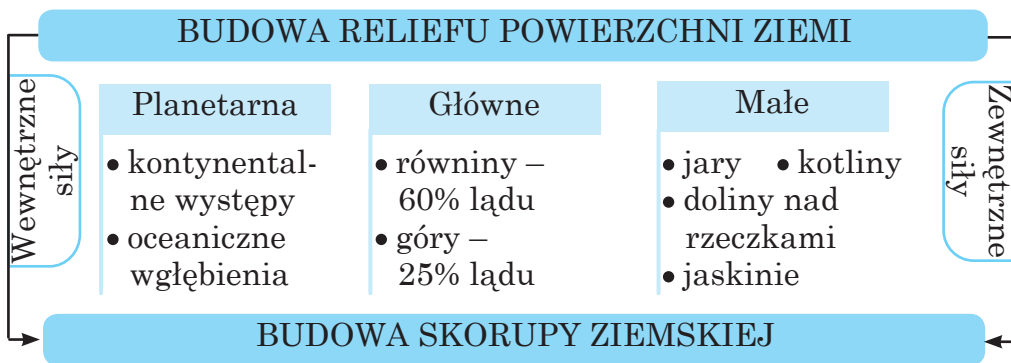 BUDOWA RELIEFU POWIERZCHNI ZIEMI
Wewnętrzne
siły
Planetarna
• kontynental-
ne występy
• oceaniczne
wgłębienia
Główne
• równiny –
60% lądu
• góry –
25% lądu
Małe
• jary • kotliny
• doliny nad
rzeczkami
• jaskinie
Zewnętrzne
siły
BUDOWA SKORUPY ZIEMSKIEJ